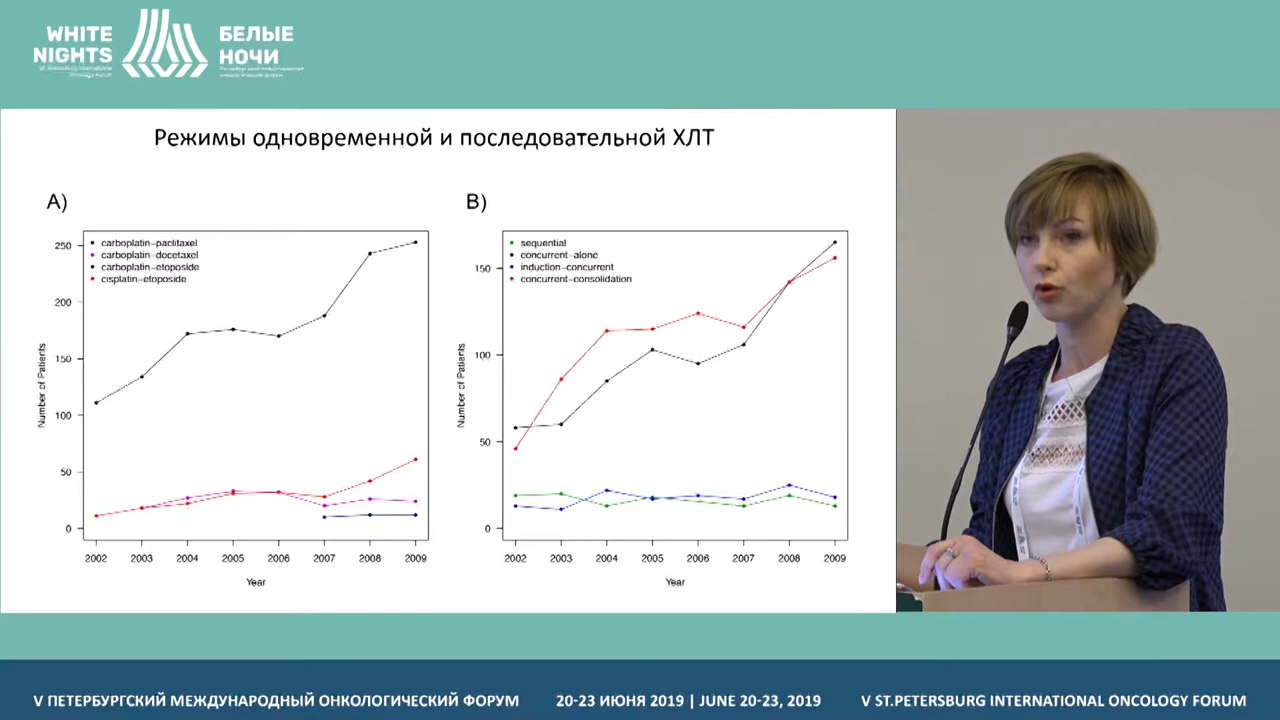 WHITE
NIGHTS
БЕЛЫЕ
НОЧИ
Режимы одновременной и последовательной ХЛТ
A)
carboplatin−paclitaxel
carboplatin−docetaxel
carboplatin−etoposide
cisplatin−etoposide
Number of Patients
250
200
150
100
50
0
2002 2003 2004 2005 2006 2007 2008 2009
Year
B)
sequential
concurrent−alone
induction−concurrent
concurrent−consolidation
Number of Patients
150
100
50
0
2002 2003 2004 2005 2006 2007 2008 2009
Year
V ПЕТЕРБУРГСКИЙ МЕЖДУНАРОДНЫЙ ОНКОЛОГИЧЕСКИЙ ФОРУМ
20-23 ИЮНЯ 2019 | JUNE 20-23, 2019
V ST.PETERSBURG INTERNATIONAL ONCOLOGY FORUM